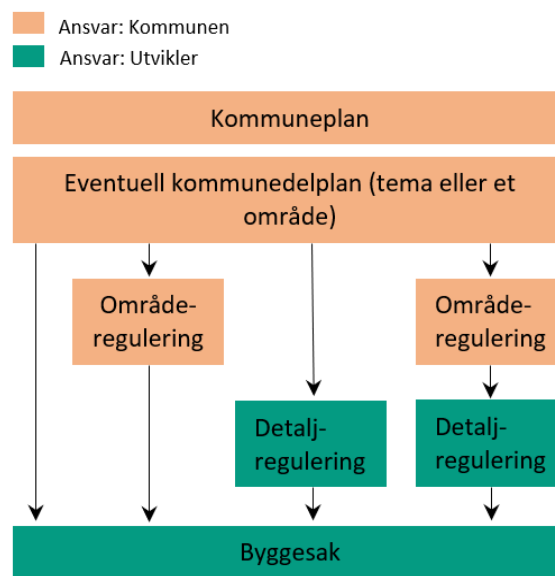 Ansvar: Kommunen
Ansvar: Utvikler
Kommuneplan
Eventuell kommunedelplan (tema eller et
område)
Område-
regulering
Område-
regulering
Detalj-
regulering
Detalj-
regulering
Byggesak